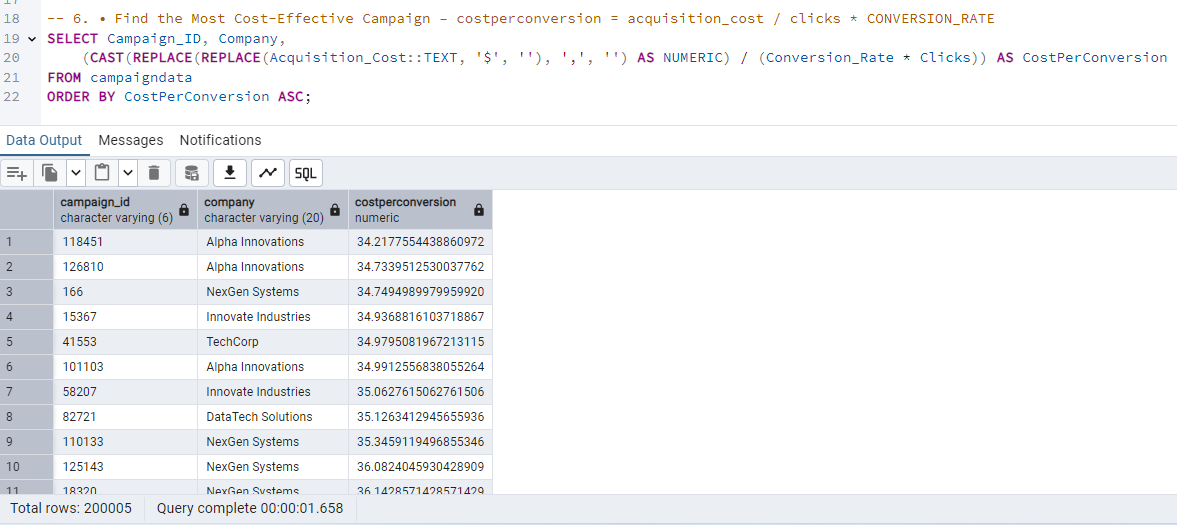 17
18 -- 6. • Find the Most Cost-Effective Campaign – costperconversion = acquisition_cost / clicks * CONVERSION_RATE
19 SELECT Campaign_ID, Company,
20 (CAST(REPLACE(REPLACE(Acquisition_Cost::TEXT, '$', ''), ',', '') AS NUMERIC) / (Conversion_Rate * Clicks)) AS CostPerConversion
21 FROM campaigndata
22 ORDER BY CostPerConversion ASC;
Data Output Messages Notifications
SQL
campaign_id company costperconversion
character varying (6) character varying (20) numeric
1 118451 Alpha Innovations 34.2177554438860972
2 126810 Alpha Innovations 34.7339512530037762
3 166 NexGen Systems 34.7494989979959920
4 15367 Innovate Industries 34.9368816103718867
5 41553 TechCorp 34.9795081967213115
6 101103 Alpha Innovations 34.9912556838055264
7 58207 Innovate Industries 35.0627615062761506
8 82721 DataTech Solutions 35.1263412945655936
9 110133 NexGen Systems 35.3459119496855346
10 125143 NexGen Systems 36.0824045930428909
11 18320 NexGen Systems 36.1428571428571429
Total rows: 200005 Query complete 00:00:01.658